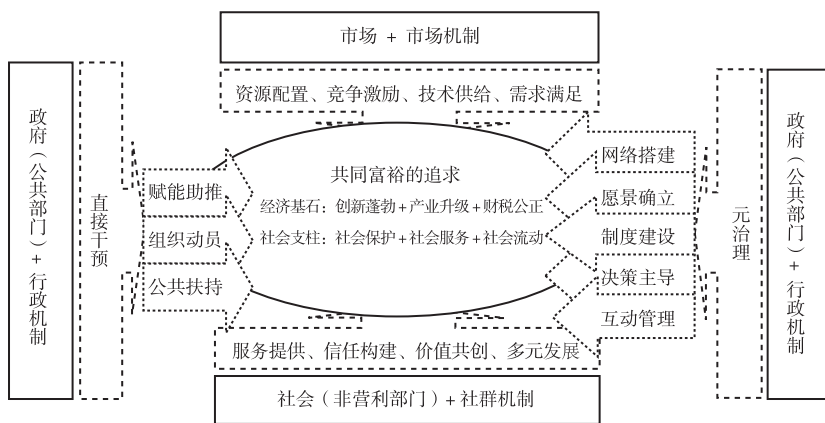 市场 + 市场机制
资源配置、竞争激励、技术供给、需求满足
政府（公共部门）+ 行政机制
直接干预
赋能助推
组织动员
公共扶持
共同富裕的追求
经济基石：创新蓬勃+产业升级+财税公正
社会支柱：社会保护+社会服务+社会流动
网络搭建
愿景确立
制度建设
决策主导
互动管理
元治理
政府（公共部门）+ 行政机制
服务提供、信任构建、价值共创、多元发展
社会（非营利部门）+社群机制